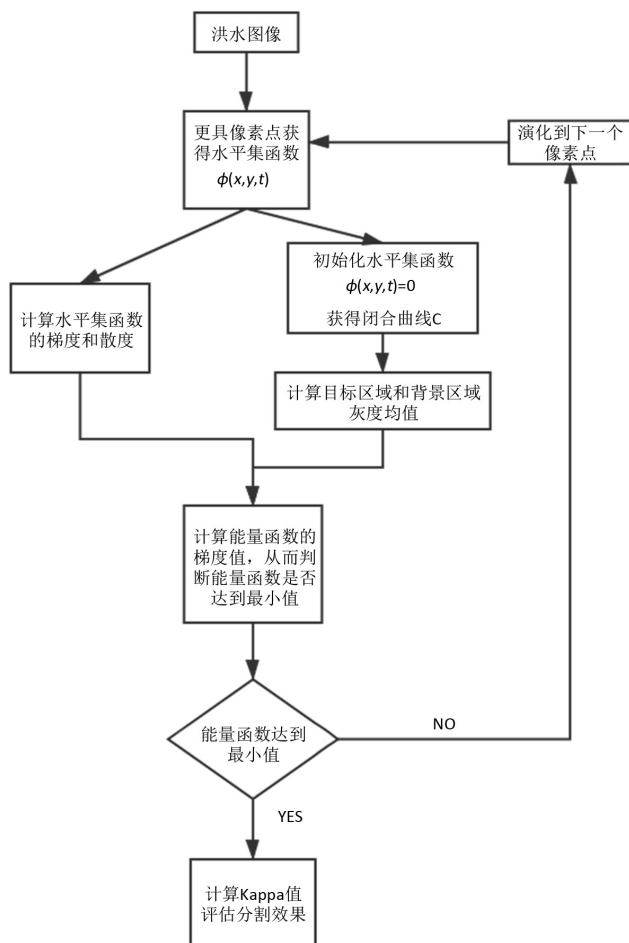 洪水图像
更具像素点获
得水平集函数
ϕ(x,y,t)
演化到下一个
像素点
初始化水平集函数
ϕ(x,y,t)=0
获得闭合曲线C
计算水平集函数
的梯度和散度
计算目标区域和背景区域
灰度均值
计算能量函数的
梯度值，从而判
断能量函数是否
达到最小值
能量函数达到
最小值
NO
YES
计算Kappa值
评估分割效果